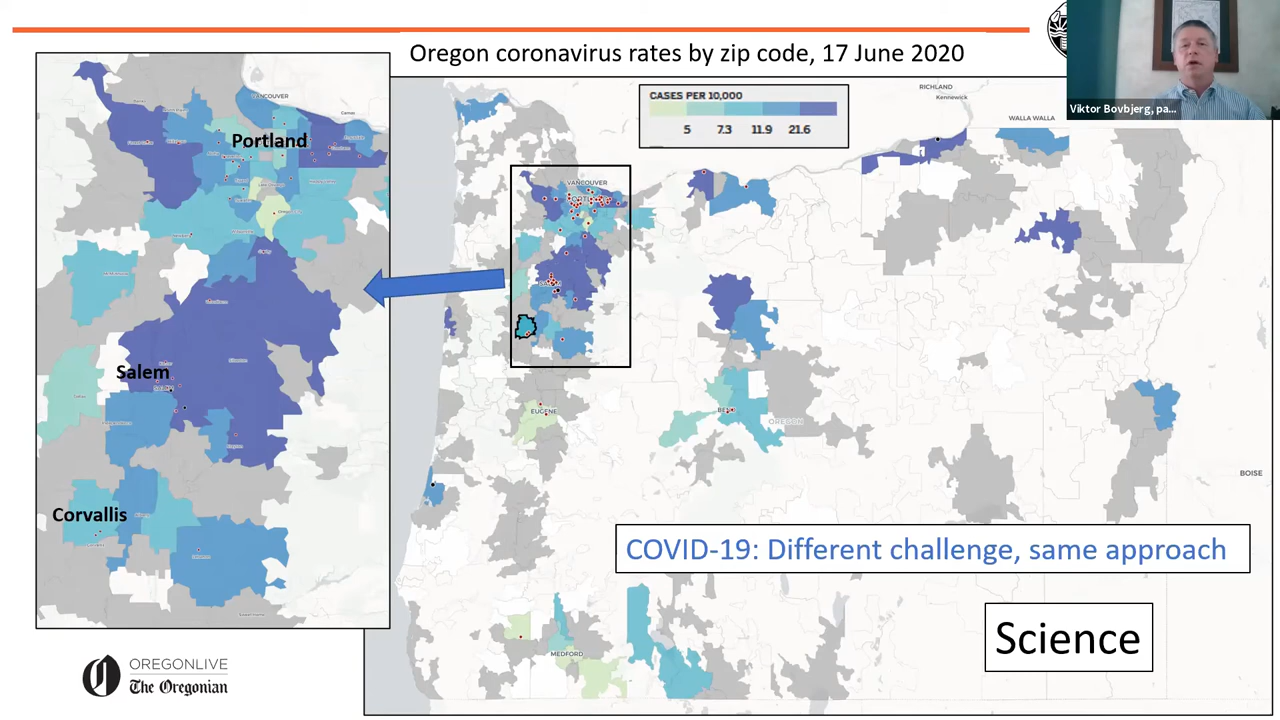 Oregon coronavirus rates by zip code, 17 June 2020
Viktor Bovbjerg, pa...
CASES PER 10,000
5 7.3 11.9 21.6
RICHLAND
Kennewick
WALLA WALLA
VANCOUVER
Portland
Salem
Corvallis
VANCOUVER
EUGENE
OREGON
BOISE
MEDFORD
COVID-19: Different challenge, same approach
Science
OREGONLIVE
The Oregonian